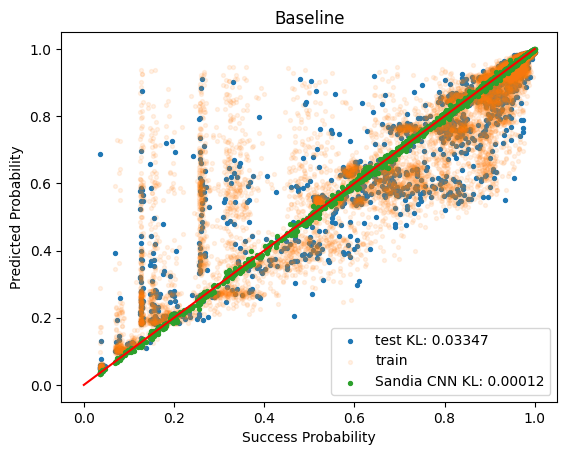 Baseline
Predicted Probability
1.0
0.8
0.6
0.4
0.2
0.0
0.0 0.2 0.4 0.6 0.8 1.0
Success Probability
test KL: 0.03347
train
Sandia CNN KL: 0.00012